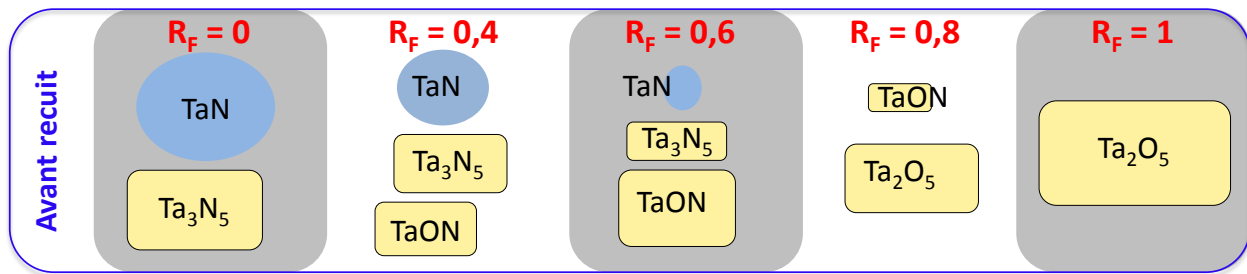 Avant recuit
R_F = 0
TaN
Ta₃N₅
R_F = 0,4
TaN
Ta₃N₅
TaON
R_F = 0,6
TaN
Ta₃N₅
TaON
R_F = 0,8
TaON
Ta₂O₅
R_F = 1
Ta₂O₅